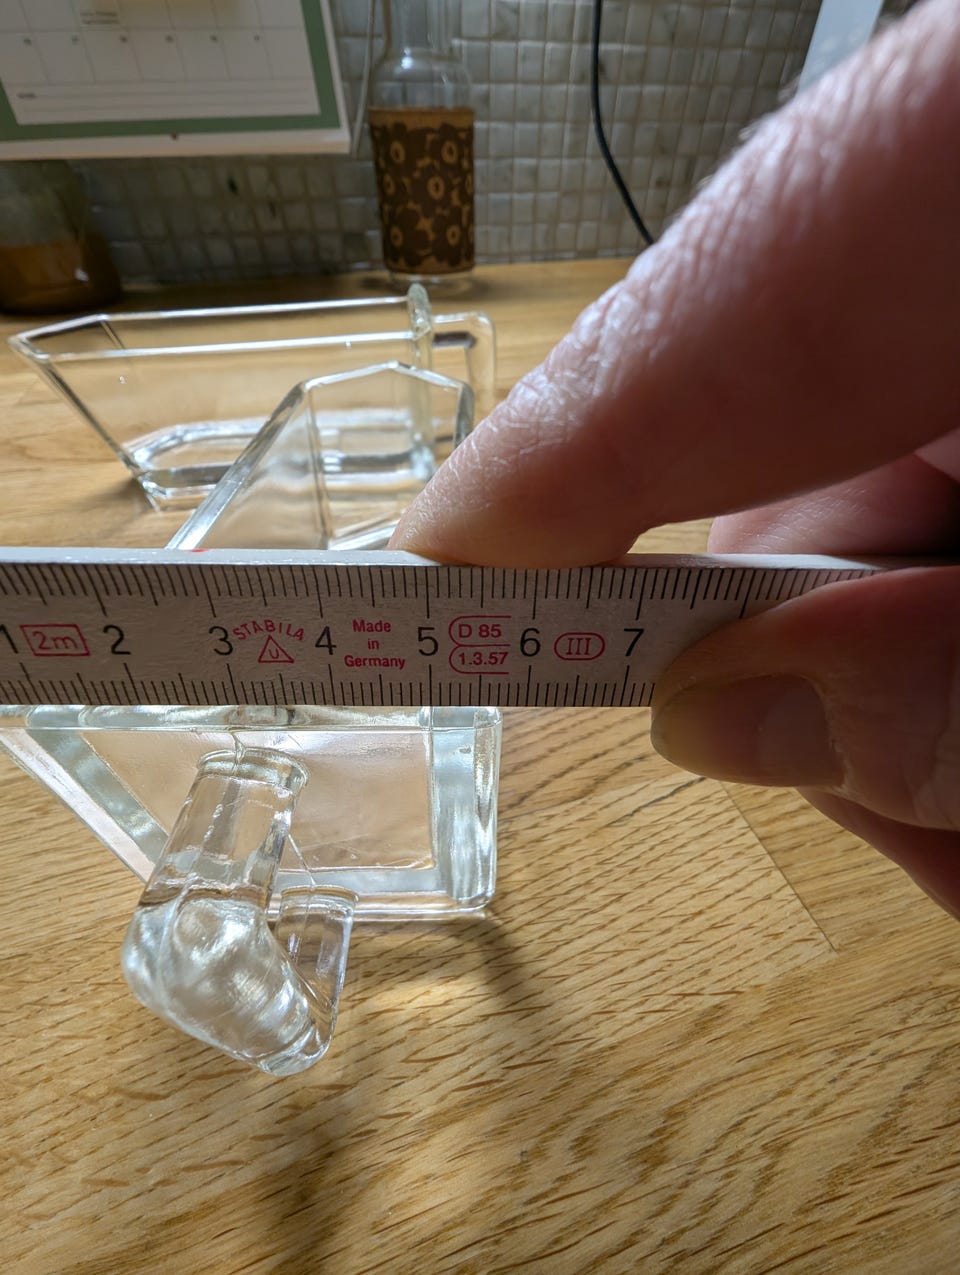 1 2m 2 3 STABILA 4 Made in Germany 5 D 85 6 III 7
U 1.3.57